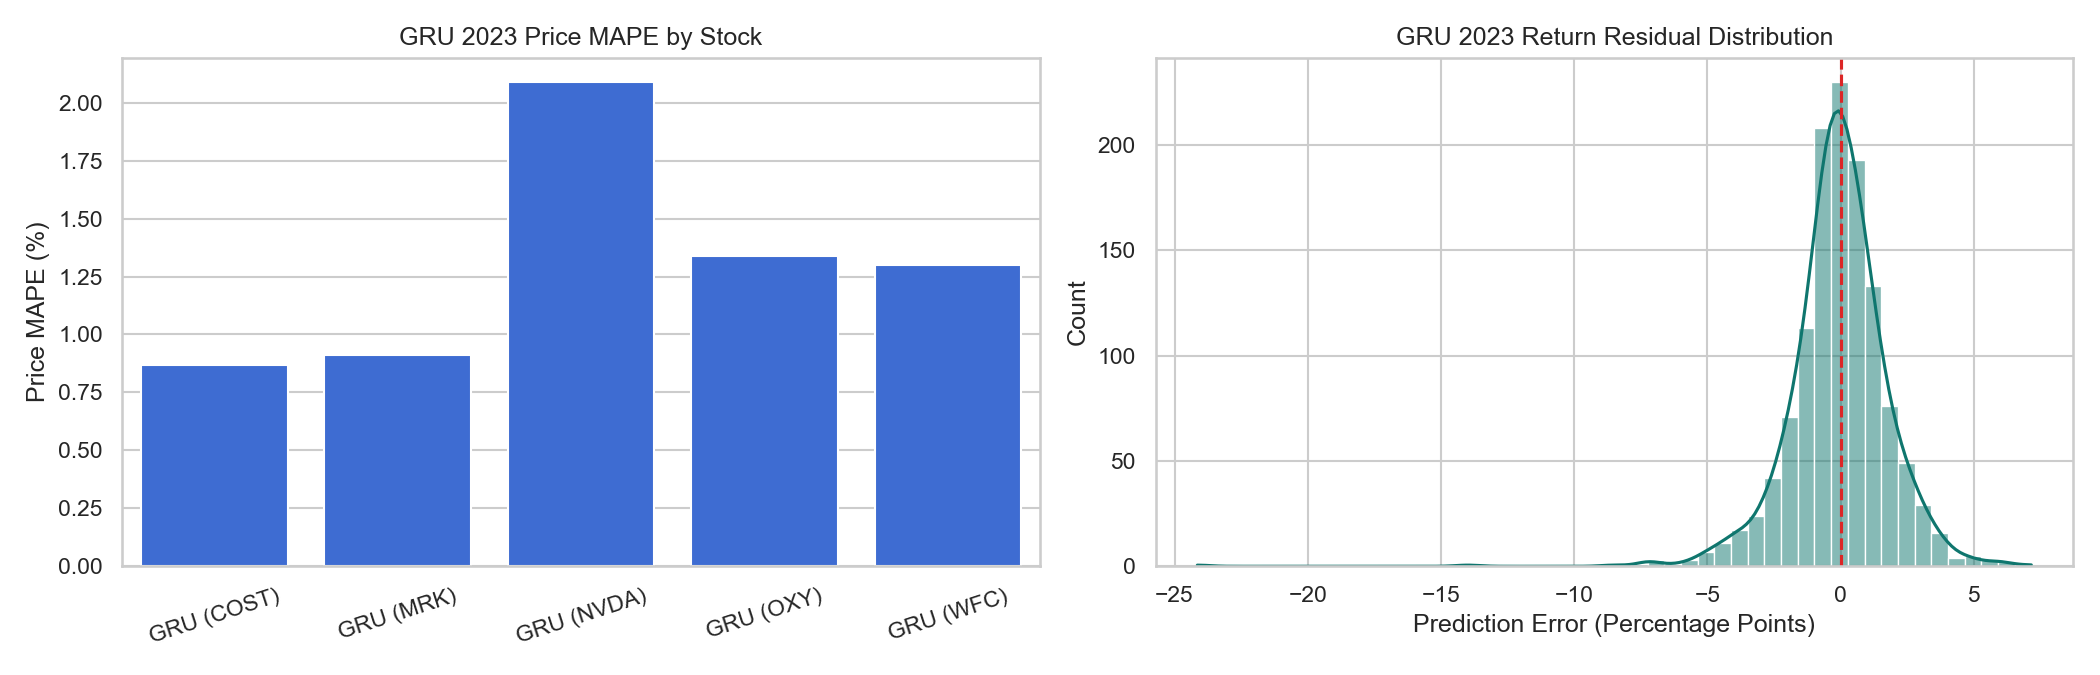 GRU 2023 Price MAPE by Stock
Price MAPE (%)
2.00
1.75
1.50
1.25
1.00
0.75
0.50
0.25
0.00
GRU (COST)
GRU (MRK)
GRU (NVDA)
GRU (OXY)
GRU (WFC)
GRU 2023 Return Residual Distribution
Count
200
150
100
50
0
−25
−20
−15
−10
−5
0
5
Prediction Error (Percentage Points)